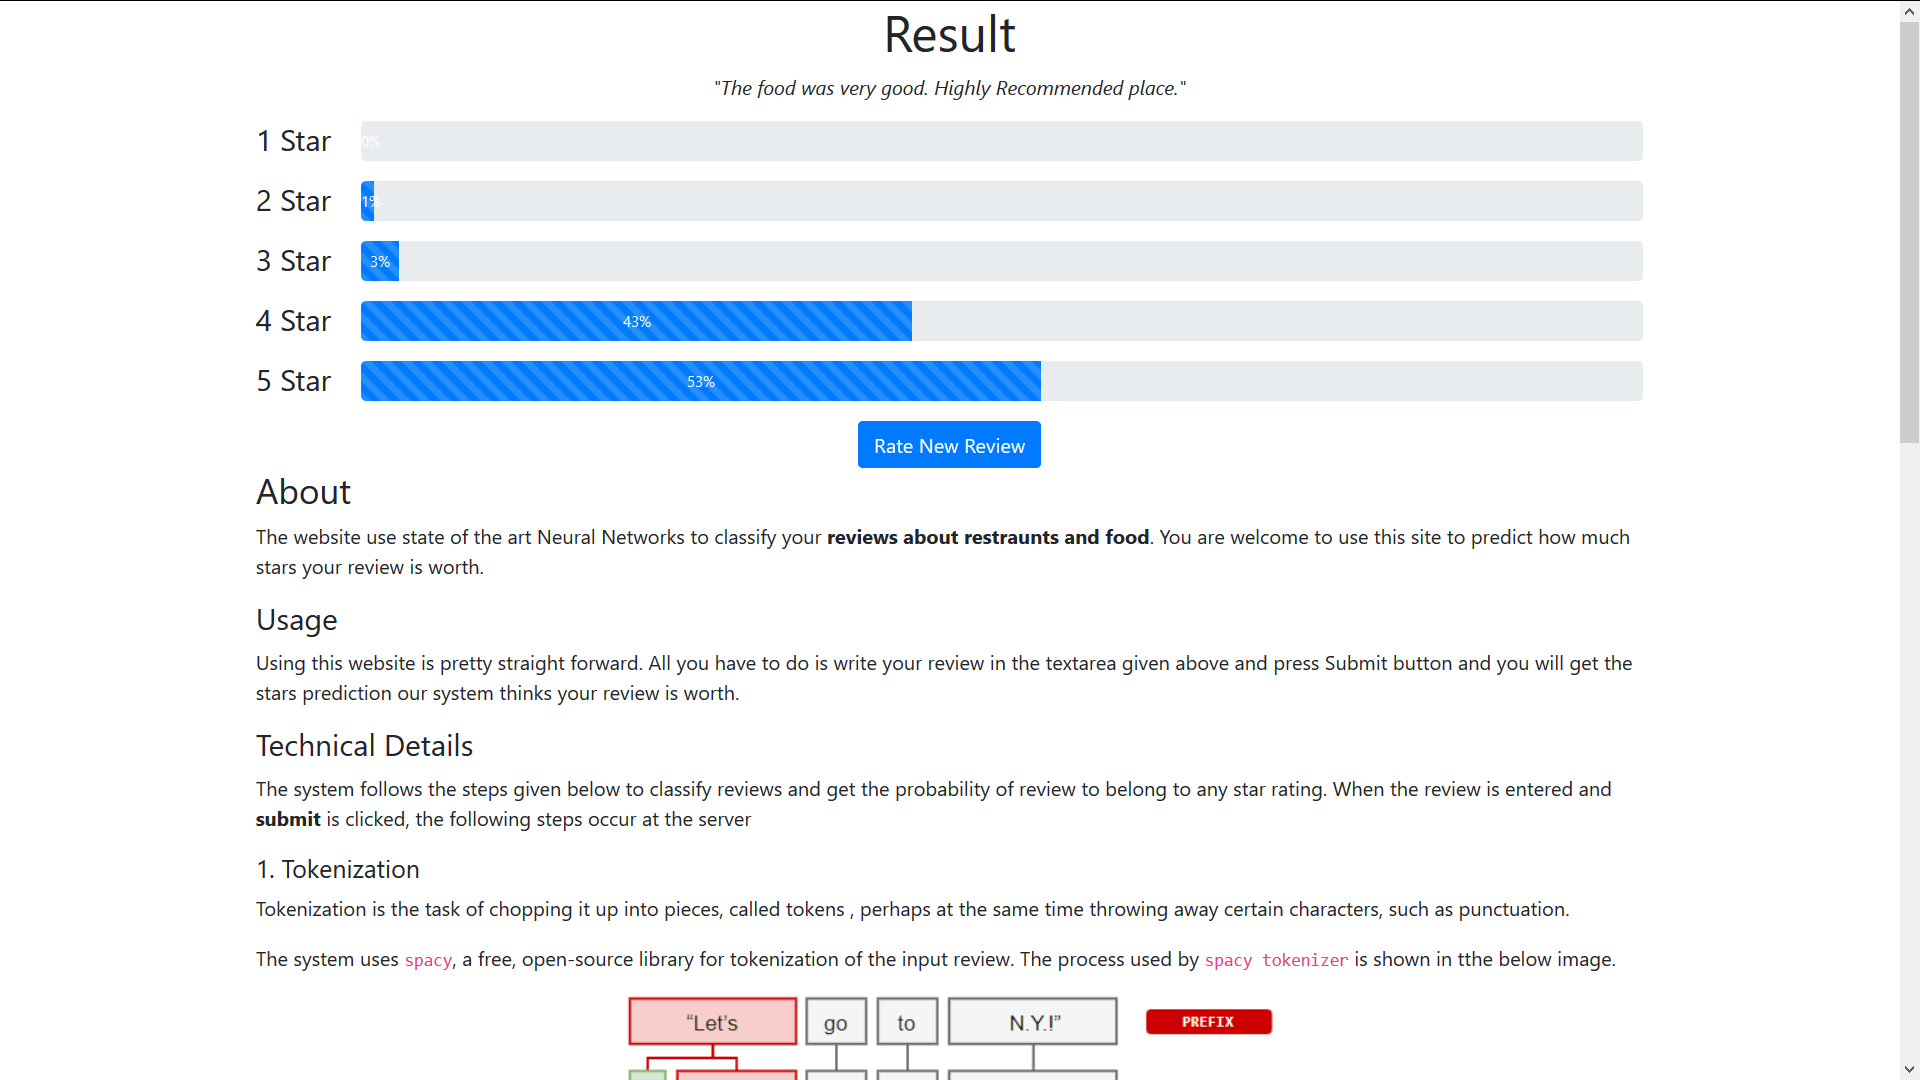 Result
"The food was very good. Highly Recommended place."
1 Star 0%
2 Star 1%
3 Star 3%
4 Star 43%
5 Star 53%
Rate New Review
About
The website use state of the art Neural Networks to classify your reviews about restraunts and food. You are welcome to use this site to predict how much
stars your review is worth.
Usage
Using this website is pretty straight forward. All you have to do is write your review in the textarea given above and press Submit button and you will get the
stars prediction our system thinks your review is worth.
Technical Details
The system follows the steps given below to classify reviews and get the probability of review to belong to any star rating. When the review is entered and
submit is clicked, the following steps occur at the server
1. Tokenization
Tokenization is the task of chopping it up into pieces, called tokens , perhaps at the same time throwing away certain characters, such as punctuation.
The system uses spacy, a free, open-source library for tokenization of the input review. The process used by spacy tokenizer is shown in tthe below image.
“Let’s go to N.Y.!” PREFIX